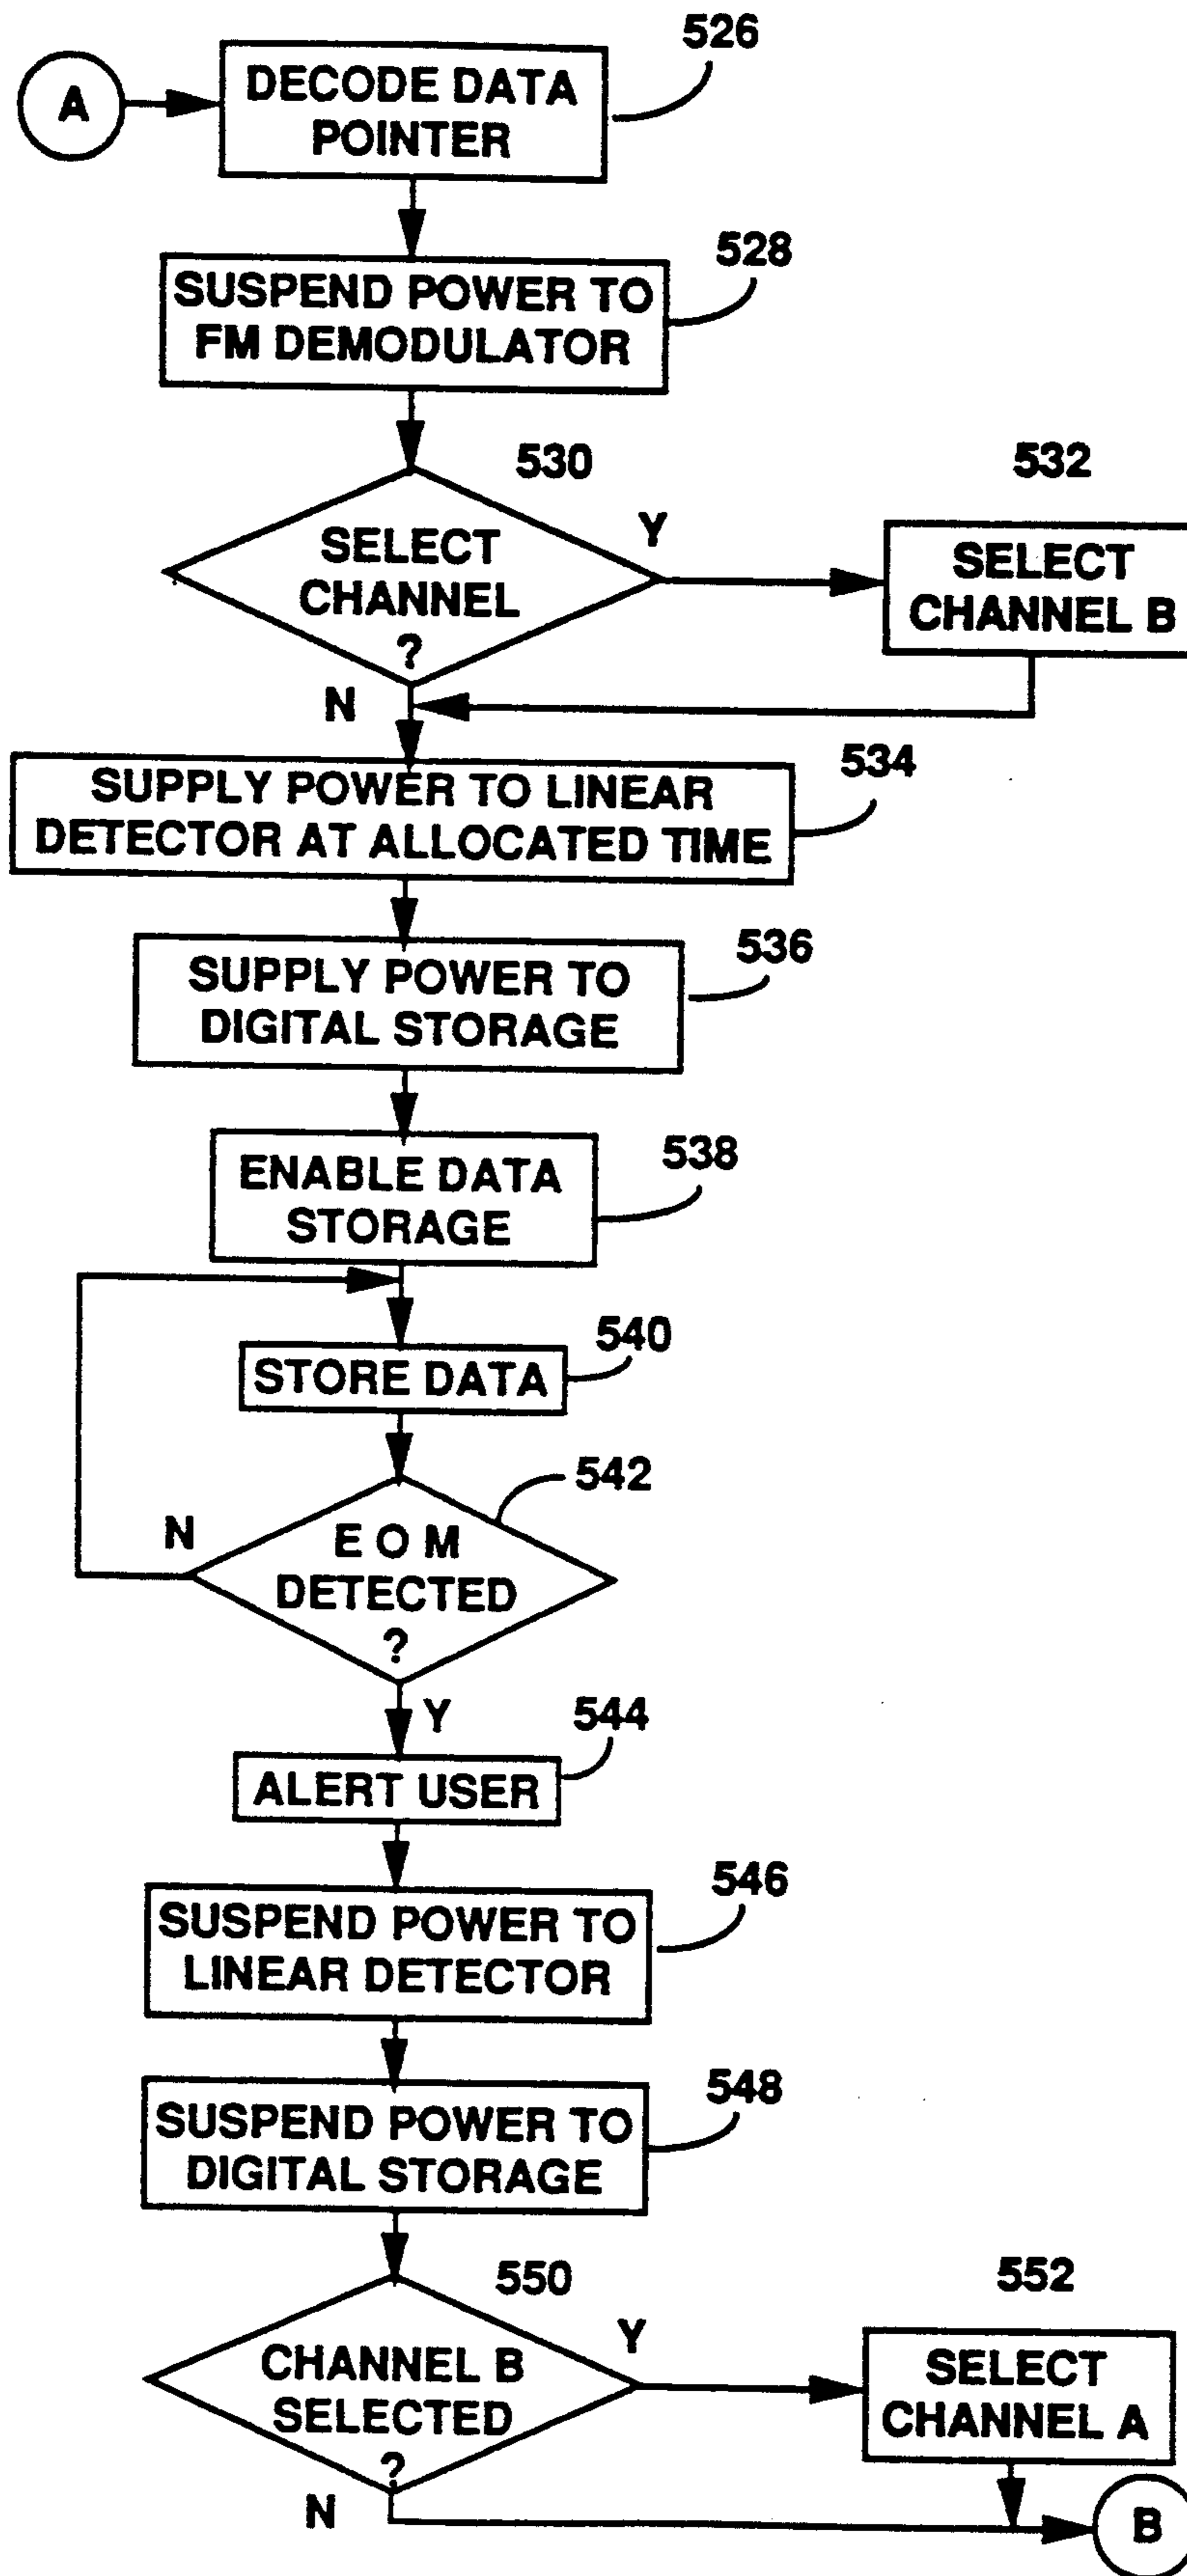 526
A
DECODE DATA
POINTER
528
SUSPEND POWER TO
FM DEMODULATOR
530
532
SELECT
CHANNEL
?
Y
SELECT
CHANNEL B
N
534
SUPPLY POWER TO LINEAR
DETECTOR AT ALLOCATED TIME
536
SUPPLY POWER TO
DIGITAL STORAGE
538
ENABLE DATA
STORAGE
540
STORE DATA
542
N
E O M
DETECTED
?
Y
544
ALERT USER
546
SUSPEND POWER TO
LINEAR DETECTOR
548
SUSPEND POWER TO
DIGITAL STORAGE
550
552
CHANNEL B
SELECTED
?
Y
SELECT
CHANNEL A
N
B